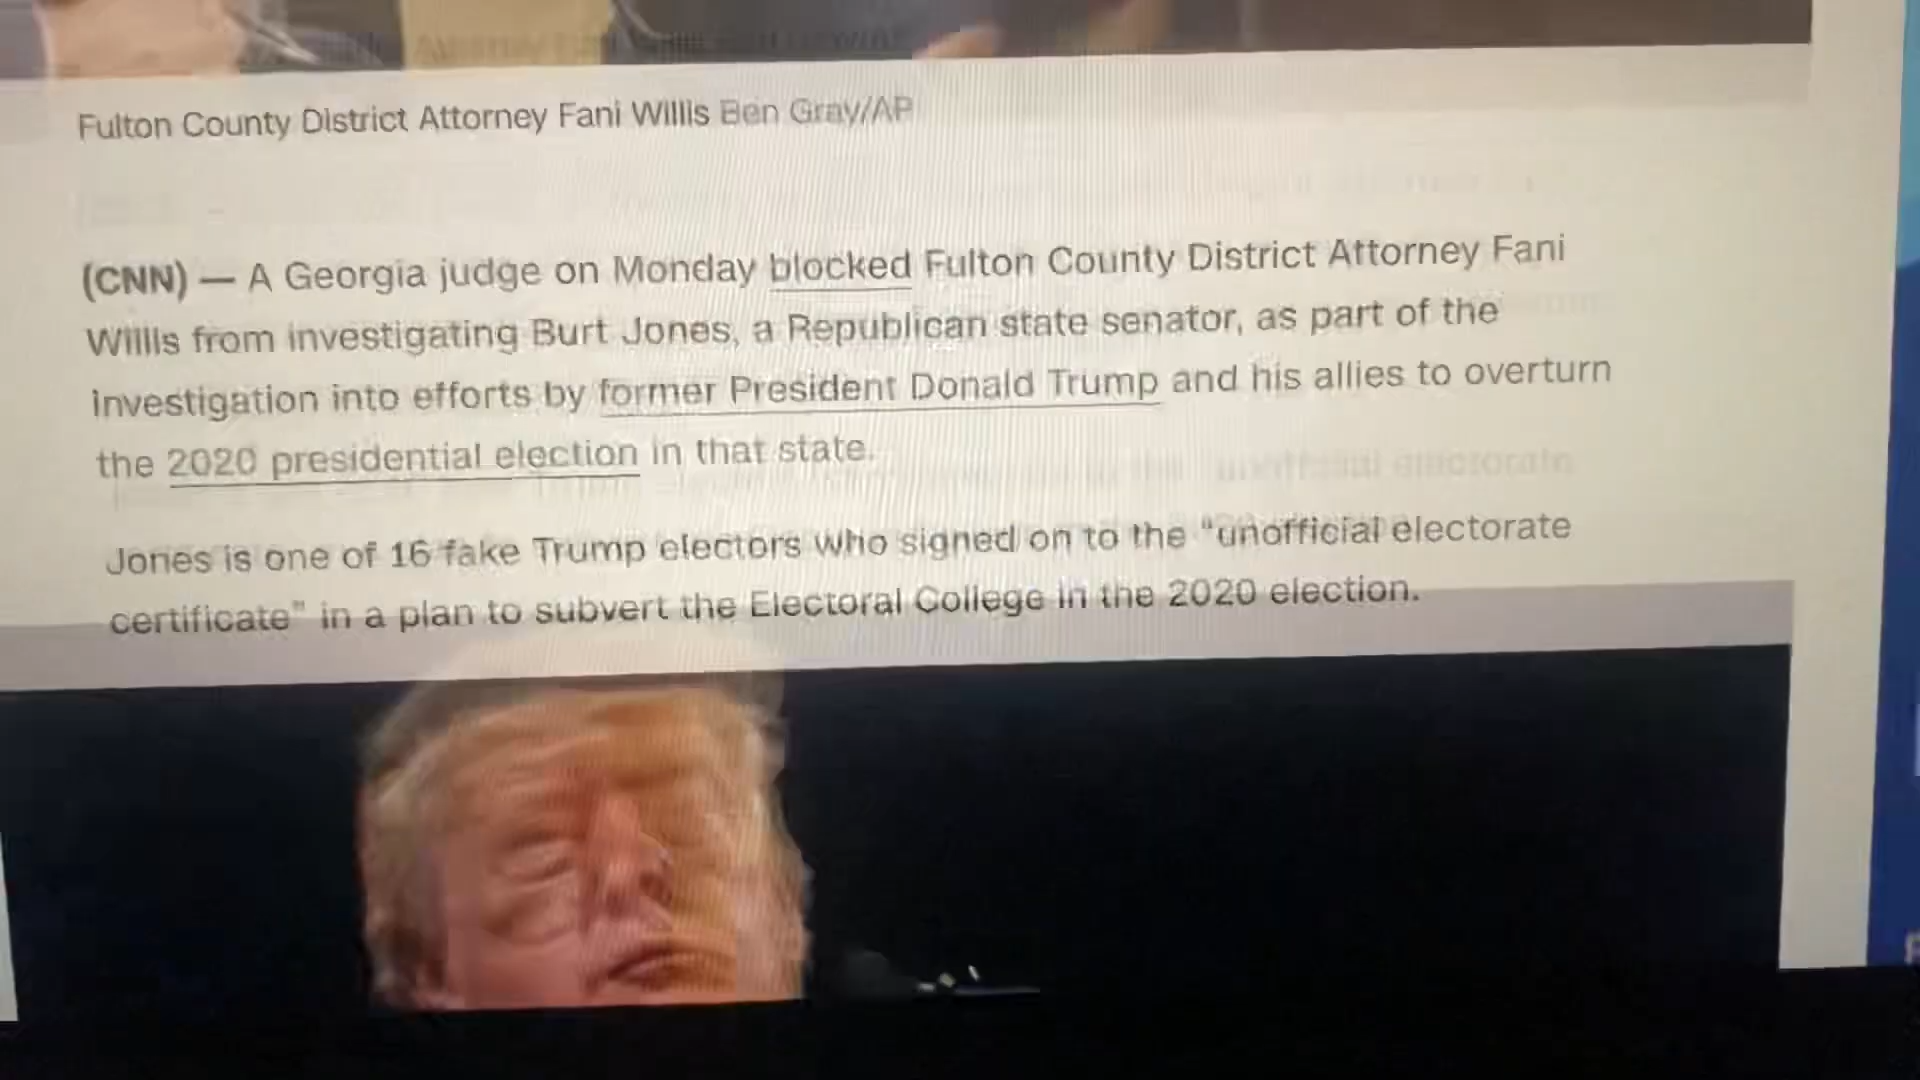 Fulton County District Attorney Fani Willis Ben Gray/AP
(CNN) — A Georgia judge on Monday blocked Fulton County District Attorney Fani
Willis from investigating Burt Jones, a Republican state senator, as part of the
investigation into efforts by former President Donald Trump and his allies to overturn
the 2020 presidential election in that state.
Jones is one of 16 fake Trump electors who signed on to the "unofficial electorate
certificate" in a plan to subvert the Electoral College in the 2020 election.